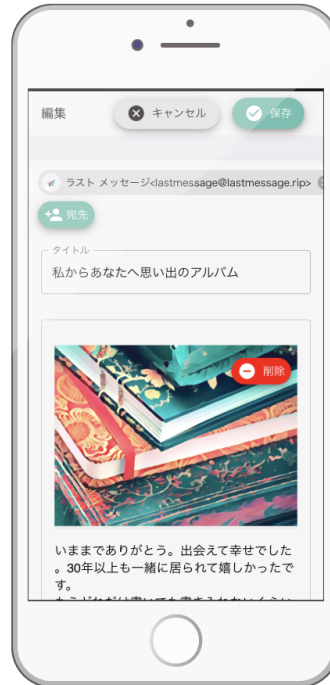 編集
キャンセル
保存
ラスト メッセージ<lastmessage@lastmessage.rip>
宛先
タイトル
私からあなたへ思い出のアルバム
削除
いままでありがとう。出会えて幸せでした
。30年以上も一緒に居られて嬉しかったで
す。